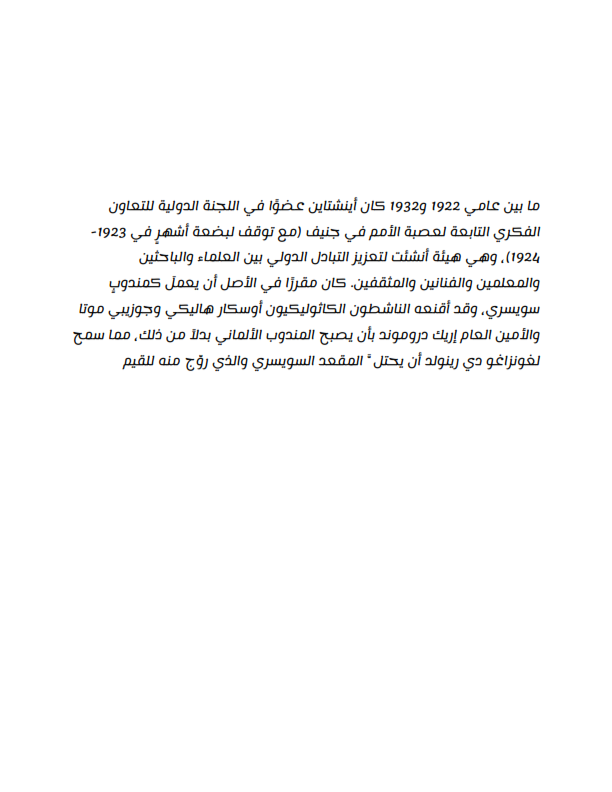 ما بين عامي 1922 و1932 كان أينشتاين عضوًا في اللجنة الدولية للتعاون
الفكري التابعة لعصبة الأمم في جنيف (مع توقف لبضعة أشهرٍ في 1923-
1924)، وهي هيئة أنشئت لتعزيز التبادل الدولي بين العلماء والباحثين
والمعلمين والفنانين والمثقفين. كان مقررًا في الأصل أن يعملَ كمندوبٍ
سويسري، وقد أقنعه الناشطون الكاثوليكيون أوسكار هاليكي وجوزيبي موتا
والأمين العام إريك دروموند بأن يصبح المندوب الألماني بدلاً من ذلك، مما سمح
لغونزاغو دي رينولد أن يحتل ّ المقعد السويسري والذي روّج منه للقيم